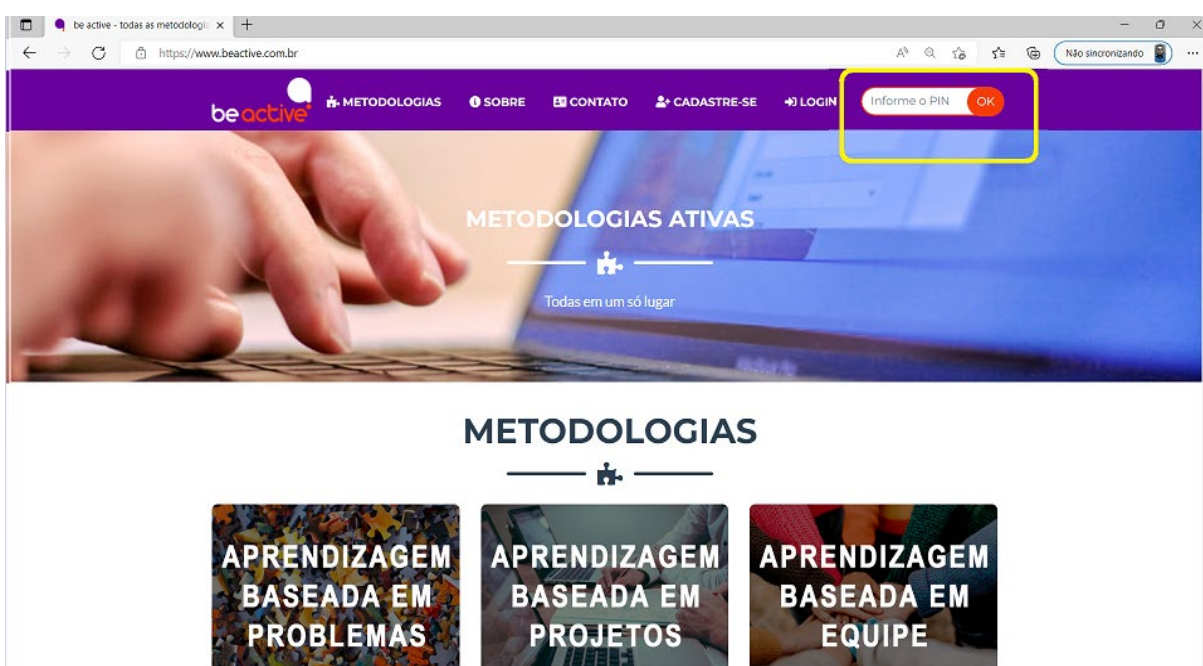 be active - todas as metodologia
https://www.beactive.com.br
Não sincronizando
be active
METODOLOGIAS
SOBRE
CONTATO
CADASTRE-SE
LOGIN
Informe o PIN
OK
METODOLOGIAS ATIVAS
Todas em um só lugar
METODOLOGIAS
APRENDIZAGEM
BASEADA EM
PROBLEMAS
APRENDIZAGEM
BASEADA EM
PROJETOS
APRENDIZAGEM
BASEADA EM
EQUIPE